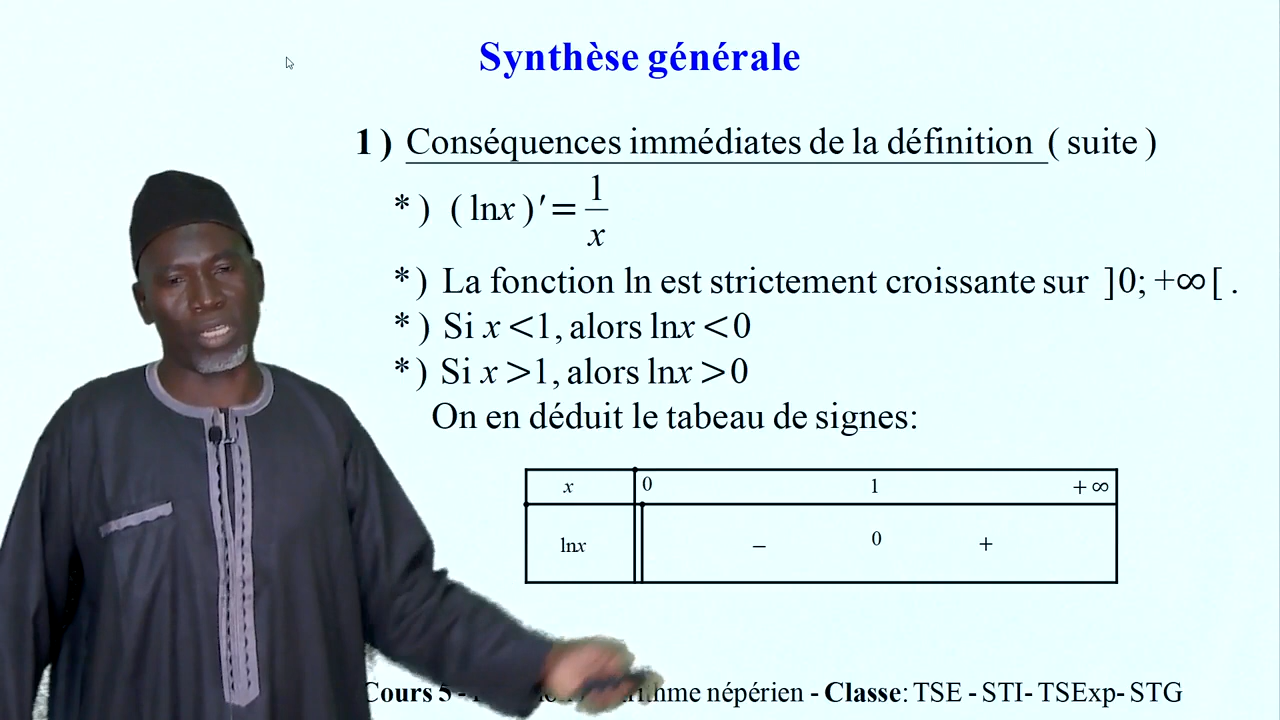 Synthèse générale
1 ) Conséquences immédiates de la définition ( suite )
* ) ( lnx )′ = 1/x
* ) La fonction ln est strictement croissante sur ]0; +∞[ .
* ) Si x <1, alors lnx <0
* ) Si x >1, alors lnx >0
On en déduit le tabeau de signes:
x 0 1 +∞
lnx − 0 +
Cours 5 - népérien - Classe: TSE - STI- TSExp- STG